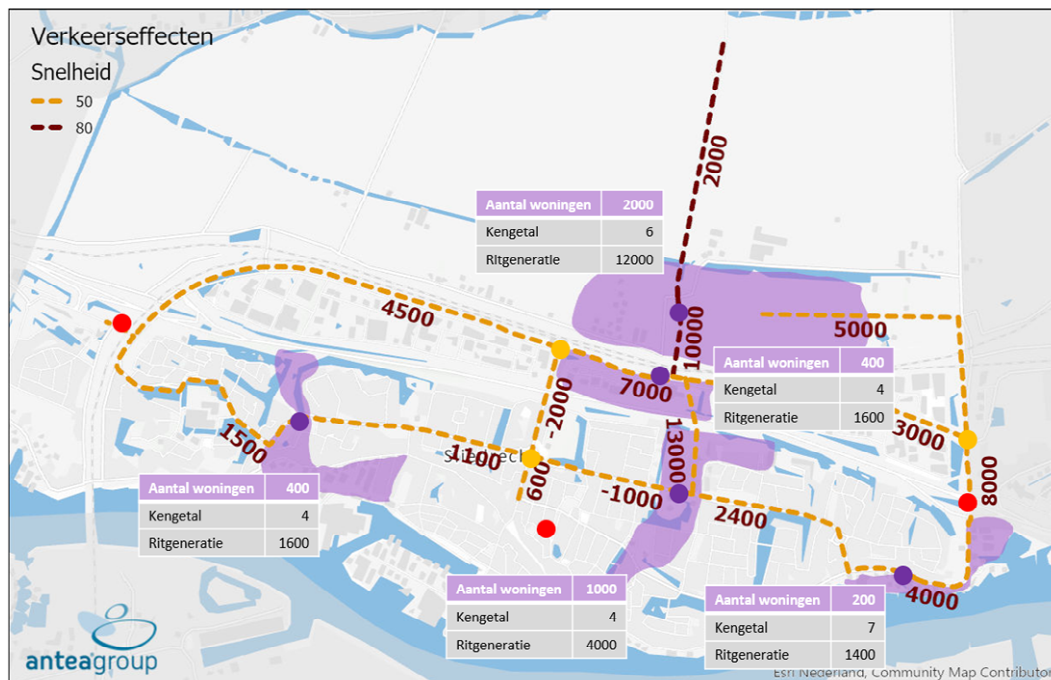 Verkeerseffecten
Snelheid
50
80
2000
Aantal woningen 2000
Kengetal 6
Ritgeneratie 12000
4500
10000
5000
7000
Aantal woningen 400
Kengetal 4
Ritgeneratie 1600
-2000
3000
13000
1500
1100
600
-1000
2400
8000
Aantal woningen 400
Kengetal 4
Ritgeneratie 1600
4000
Aantal woningen 1000
Kengetal 4
Ritgeneratie 4000
Aantal woningen 200
Kengetal 7
Ritgeneratie 1400
anteagroup
Esri Nederland, Community Map Contributor